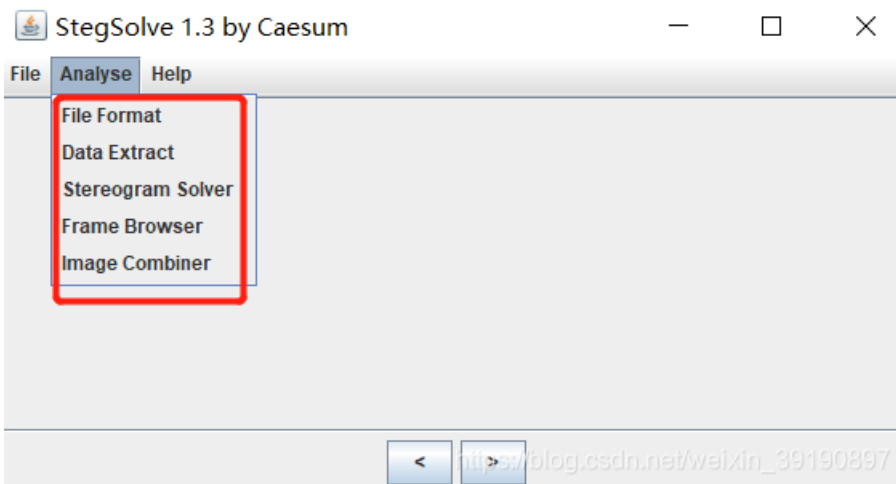 StegSolve 1.3 by Caesum
File Analyse Help
File Format
Data Extract
Stereogram Solver
Frame Browser
Image Combiner
< >
https://blog.csdn.net/weixin_39190897